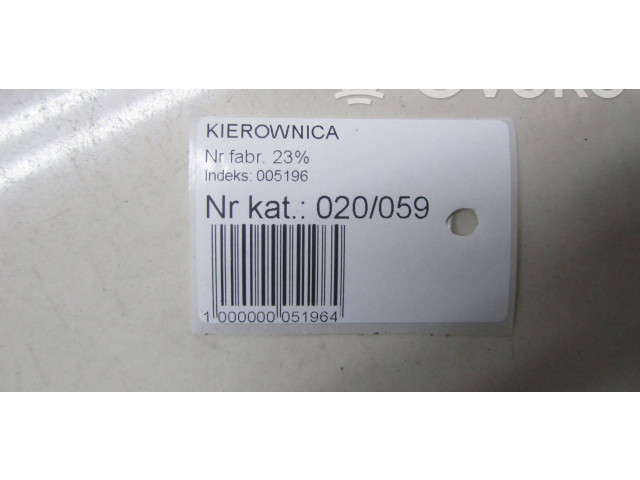 KIEROWNICA
Nr fabr. 23%
Indeks: 005196
Nr kat.: 020/059
1 000000 051964